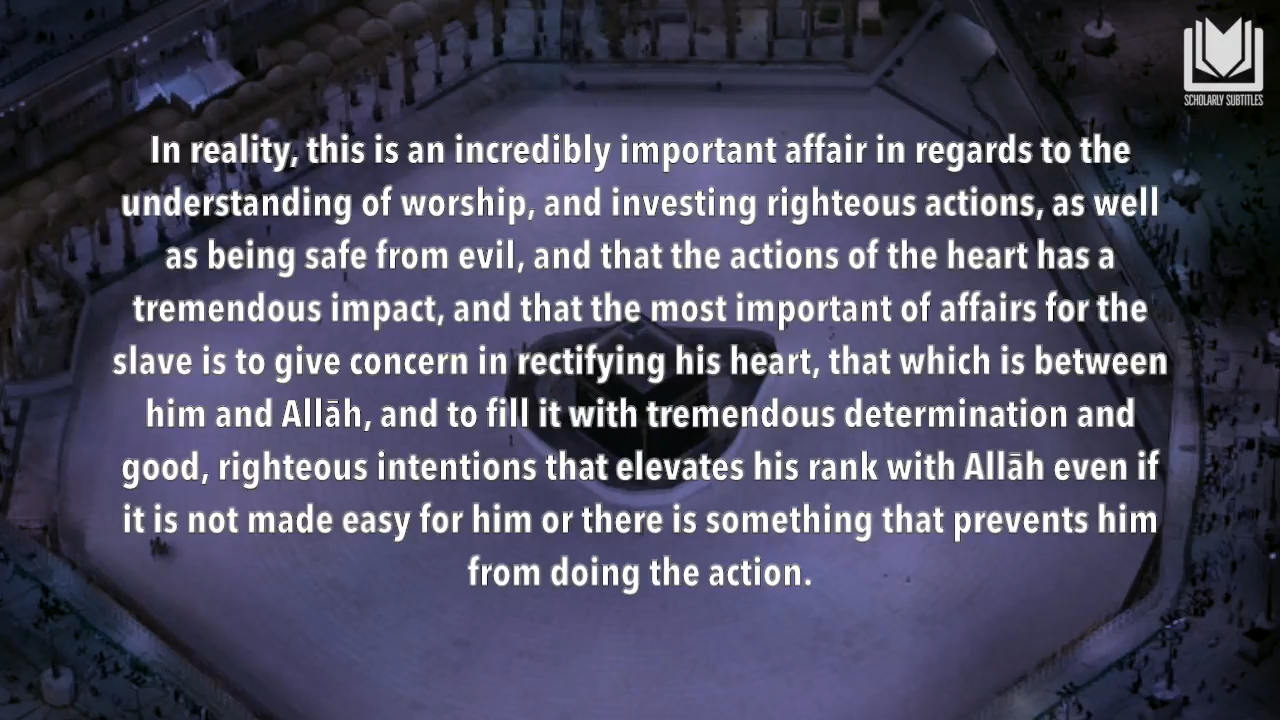 SCHOLARLY SUBTITLES
In reality, this is an incredibly important affair in regards to the
understanding of worship, and investing righteous actions, as well
as being safe from evil, and that the actions of the heart has a
tremendous impact, and that the most important of affairs for the
slave is to give concern in rectifying his heart, that which is between
him and Allāh, and to fill it with tremendous determination and
good, righteous intentions that elevates his rank with Allāh even if
it is not made easy for him or there is something that prevents him
from doing the action.